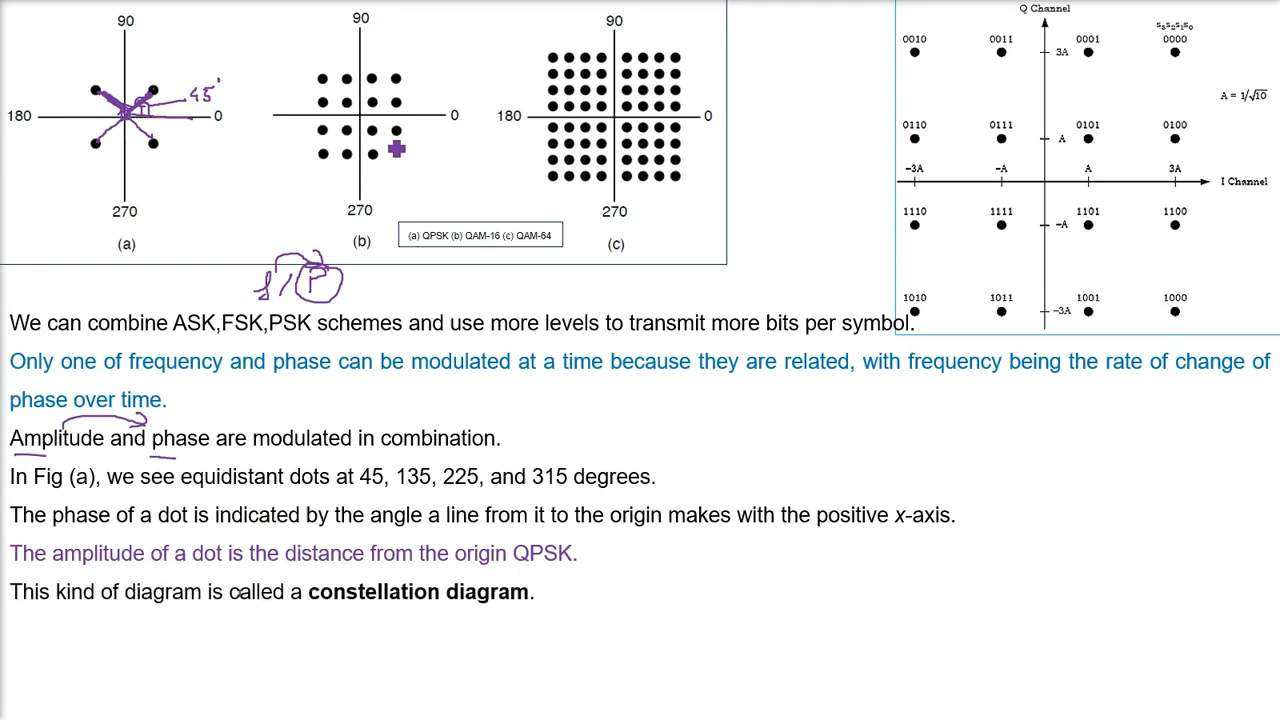 90
90
90
Q Channel
S3S2S1S0
0010 0011 0001 0000
3A
45°
A = 1/√10
180 0
0
180 0
0110 0111 0101 0100
A
-3A -A A 3A
I Channel
270
270
270
1110 1111 1101 1100
-A
(a) QPSK (b) QAM-16 (c) QAM-64
(a)
(b)
(c)
1010 1011 1001 1000
-3A
We can combine ASK,FSK,PSK schemes and use more levels to transmit more bits per symbol.
Only one of frequency and phase can be modulated at a time because they are related, with frequency being the rate of change of
phase over time.
Amplitude and phase are modulated in combination.
In Fig (a), we see equidistant dots at 45, 135, 225, and 315 degrees.
The phase of a dot is indicated by the angle a line from it to the origin makes with the positive x-axis.
The amplitude of a dot is the distance from the origin QPSK.
This kind of diagram is called a constellation diagram.